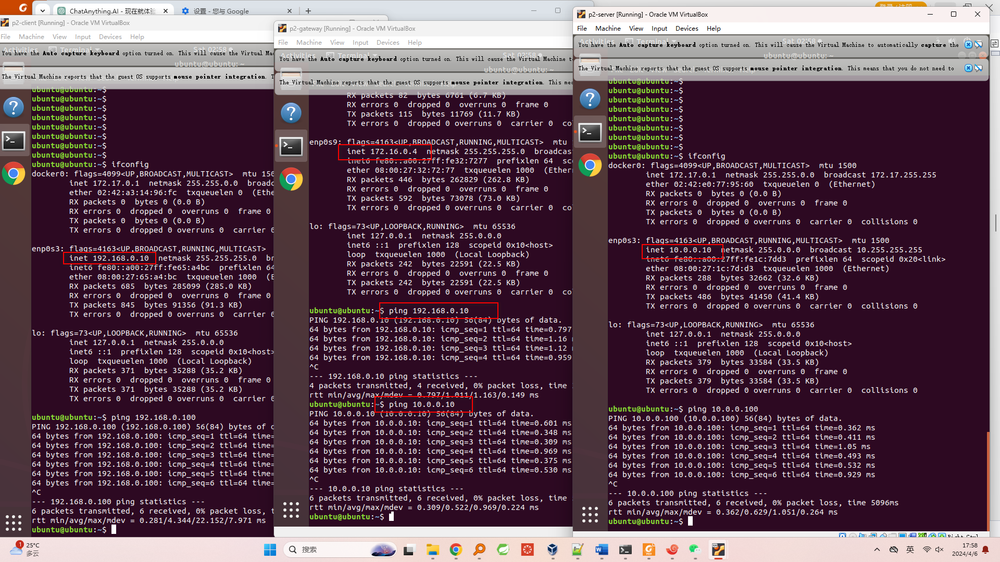 ChatAnything.AI - 现在就体验
设置 - 您与 Google
p2-client [Running] - Oracle VM VirtualBox
File Machine View Input Devices Help
Activities Terminal Sat 02:58
You have the Auto capture keyboard option turned on. This will cause the Virtual Ma
ubuntu@ubuntu: ~
The Virtual Machine reports that the guest OS supports mouse pointer integration. T
ubuntu@ubuntu:~$
ubuntu@ubuntu:~$
ubuntu@ubuntu:~$
ubuntu@ubuntu:~$
ubuntu@ubuntu:~$
ubuntu@ubuntu:~$
ubuntu@ubuntu:~$
ubuntu@ubuntu:~$
ubuntu@ubuntu:~$ ifconfig
docker0: flags=4099<UP,BROADCAST,MULTICAST>  mtu 1500
inet 172.17.0.1  netmask 255.255.0.0  broadc
ether 02:42:a3:14:96:fc  txqueuelen 0  (Ethe
RX packets 0  bytes 0 (0.0 B)
RX errors 0  dropped 0  overruns 0  frame 0
TX packets 0  bytes 0 (0.0 B)
TX errors 0  dropped 0 overruns 0  carrier 0
enp0s3: flags=4163<UP,BROADCAST,RUNNING,MULTICAST>
inet 192.168.0.10  netmask 255.255.255.0  br
inet6 fe80::a00:27ff:fe65:a4bc  prefixlen 64
ether 08:00:27:65:a4:bc  txqueuelen 1000  (E
RX packets 685  bytes 285099 (285.0 KB)
RX errors 0  dropped 0  overruns 0  frame 0
TX packets 845  bytes 91356 (91.3 KB)
TX errors 0  dropped 0 overruns 0  carrier 0
lo: flags=73<UP,LOOPBACK,RUNNING>  mtu 65536
inet 127.0.0.1  netmask 255.0.0.0
inet6 ::1  prefixlen 128  scopeid 0x10<host>
loop  txqueuelen 1000  (Local Loopback)
RX packets 371  bytes 35288 (35.2 KB)
RX errors 0  dropped 0  overruns 0  frame 0
TX packets 371  bytes 35288 (35.2 KB)
TX errors 0  dropped 0 overruns 0  carrier 0
ubuntu@ubuntu:~$ ping 192.168.0.100
PING 192.168.0.100 (192.168.0.100) 56(84) bytes of d
64 bytes from 192.168.0.100: icmp_seq=1 ttl=64 time=
64 bytes from 192.168.0.100: icmp_seq=2 ttl=64 time=
64 bytes from 192.168.0.100: icmp_seq=3 ttl=64 time=
64 bytes from 192.168.0.100: icmp_seq=4 ttl=64 time=
64 bytes from 192.168.0.100: icmp_seq=5 ttl=64 time=
64 bytes from 192.168.0.100: icmp_seq=6 ttl=64 time=
^C
--- 192.168.0.100 ping statistics ---
6 packets transmitted, 6 received, 0% packet loss, t
rtt min/avg/max/mdev = 0.281/4.344/22.152/7.971 ms
ubuntu@ubuntu:~$
p2-gateway [Running] - Oracle VM VirtualBox
File Machine View Input Devices Help
Activities Terminal Sat 02:58
You have the Auto capture keyboard option turned on. This will cause the Virtual Machine t
ubuntu@ubuntu: ~
The Virtual Machine reports that the guest OS supports mouse pointer integration. This mea
RX packets 82  bytes 6761 (6.7 KB)
RX errors 0  dropped 0  overruns 0  frame 0
TX packets 115  bytes 11769 (11.7 KB)
TX errors 0  dropped 0 overruns 0  carrier 0  col
enp0s9: flags=4163<UP,BROADCAST,RUNNING,MULTICAST>  mtu
inet 172.16.0.4  netmask 255.255.255.0  broadcas
inet6 fe80::a00:27ff:fe32:7277  prefixlen 64  sco
ether 08:00:27:32:72:77  txqueuelen 1000  (Ether
RX packets 446  bytes 262829 (262.8 KB)
RX errors 0  dropped 0  overruns 0  frame 0
TX packets 592  bytes 73078 (73.0 KB)
TX errors 0  dropped 0 overruns 0  carrier 0  col
lo: flags=73<UP,LOOPBACK,RUNNING>  mtu 65536
inet 127.0.0.1  netmask 255.0.0.0
inet6 ::1  prefixlen 128  scopeid 0x10<host>
loop  txqueuelen 1000  (Local Loopback)
RX packets 242  bytes 22591 (22.5 KB)
RX errors 0  dropped 0  overruns 0  frame 0
TX packets 242  bytes 22591 (22.5 KB)
TX errors 0  dropped 0 overruns 0  carrier 0  col
ubuntu@ubuntu:~$ ping 192.168.0.10
PING 192.168.0.10 (192.168.0.10) 56(84) bytes of data.
64 bytes from 192.168.0.10: icmp_seq=1 ttl=64 time=0.797
64 bytes from 192.168.0.10: icmp_seq=2 ttl=64 time=1.16 m
64 bytes from 192.168.0.10: icmp_seq=3 ttl=64 time=1.12 m
64 bytes from 192.168.0.10: icmp_seq=4 ttl=64 time=0.959
^C
--- 192.168.0.10 ping statistics ---
4 packets transmitted, 4 received, 0% packet loss, time
rtt min/avg/max/mdev = 0.797/1.011/1.163/0.149 ms
ubuntu@ubuntu:~$ ping 10.0.0.10
PING 10.0.0.10 (10.0.0.10) 56(84) bytes of data.
64 bytes from 10.0.0.10: icmp_seq=1 ttl=64 time=0.601 ms
64 bytes from 10.0.0.10: icmp_seq=2 ttl=64 time=0.348 ms
64 bytes from 10.0.0.10: icmp_seq=3 ttl=64 time=0.309 ms
64 bytes from 10.0.0.10: icmp_seq=4 ttl=64 time=0.969 ms
64 bytes from 10.0.0.10: icmp_seq=5 ttl=64 time=0.375 ms
64 bytes from 10.0.0.10: icmp_seq=6 ttl=64 time=0.530 ms
^C
--- 10.0.0.10 ping statistics ---
6 packets transmitted, 6 received, 0% packet loss, time
rtt min/avg/max/mdev = 0.309/0.522/0.969/0.224 ms
ubuntu@ubuntu:~$
p2-server [Running] - Oracle VM VirtualBox
File Machine View Input Devices Help
Activities Terminal Sat 02:58
You have the Auto capture keyboard option turned on. This will cause the Virtual Machine to automatically capture the
ubuntu@ubuntu: ~
The Virtual Machine reports that the guest OS supports mouse pointer integration. This means that you do not need to
ubuntu@ubuntu:~$
ubuntu@ubuntu:~$
ubuntu@ubuntu:~$
ubuntu@ubuntu:~$
ubuntu@ubuntu:~$
ubuntu@ubuntu:~$
ubuntu@ubuntu:~$
ubuntu@ubuntu:~$
ubuntu@ubuntu:~$ ifconfig
docker0: flags=4099<UP,BROADCAST,MULTICAST>  mtu 1500
inet 172.17.0.1  netmask 255.255.0.0  broadcast 172.17.255.255
ether 02:42:e0:77:95:60  txqueuelen 0  (Ethernet)
RX packets 0  bytes 0 (0.0 B)
RX errors 0  dropped 0  overruns 0  frame 0
TX packets 0  bytes 0 (0.0 B)
TX errors 0  dropped 0 overruns 0  carrier 0  collisions 0
enp0s3: flags=4163<UP,BROADCAST,RUNNING,MULTICAST>  mtu 1500
inet 10.0.0.10  netmask 255.0.0.0  broadcast 10.255.255.255
inet6 fe80::a00:27ff:fe1c:7dd3  prefixlen 64  scopeid 0x20<link>
ether 08:00:27:1c:7d:d3  txqueuelen 1000  (Ethernet)
RX packets 288  bytes 32662 (32.6 KB)
RX errors 0  dropped 0  overruns 0  frame 0
TX packets 486  bytes 41450 (41.4 KB)
TX errors 0  dropped 0 overruns 0  carrier 0  collisions 0
lo: flags=73<UP,LOOPBACK,RUNNING>  mtu 65536
inet 127.0.0.1  netmask 255.0.0.0
inet6 ::1  prefixlen 128  scopeid 0x10<host>
loop  txqueuelen 1000  (Local Loopback)
RX packets 379  bytes 33584 (33.5 KB)
RX errors 0  dropped 0  overruns 0  frame 0
TX packets 379  bytes 33584 (33.5 KB)
TX errors 0  dropped 0 overruns 0  carrier 0  collisions 0
ubuntu@ubuntu:~$ ping 10.0.0.100
PING 10.0.0.100 (10.0.0.100) 56(84) bytes of data.
64 bytes from 10.0.0.100: icmp_seq=1 ttl=64 time=0.362 ms
64 bytes from 10.0.0.100: icmp_seq=2 ttl=64 time=0.411 ms
64 bytes from 10.0.0.100: icmp_seq=3 ttl=64 time=1.05 ms
64 bytes from 10.0.0.100: icmp_seq=4 ttl=64 time=0.493 ms
64 bytes from 10.0.0.100: icmp_seq=5 ttl=64 time=0.532 ms
64 bytes from 10.0.0.100: icmp_seq=6 ttl=64 time=0.929 ms
^C
--- 10.0.0.100 ping statistics ---
6 packets transmitted, 6 received, 0% packet loss, time 5096ms
rtt min/avg/max/mdev = 0.362/0.629/1.051/0.264 ms
ubuntu@ubuntu:~$
Right Ctrl
1
25°C
多云
搜索
英
17:58
2024/4/6